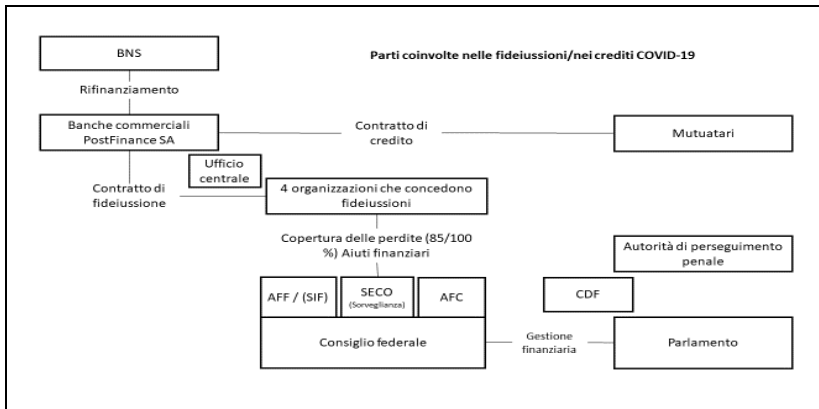 BNS
Parti coinvolte nelle fideiussioni/nei crediti COVID-19
Rifinanziamento
Banche commerciali
PostFinance SA
Contratto di
credito
Mutuatari
Ufficio
centrale
Contratto di
fideiussione
4 organizzazioni che concedono
fideiussioni
Copertura delle perdite (85/100
%) Aiuti finanziari
Autorità di perseguimento
penale
AFF / (SIF)
SECO
(Sorveglianza)
AFC
CDF
Consiglio federale
Gestione
finanziaria
Parlamento